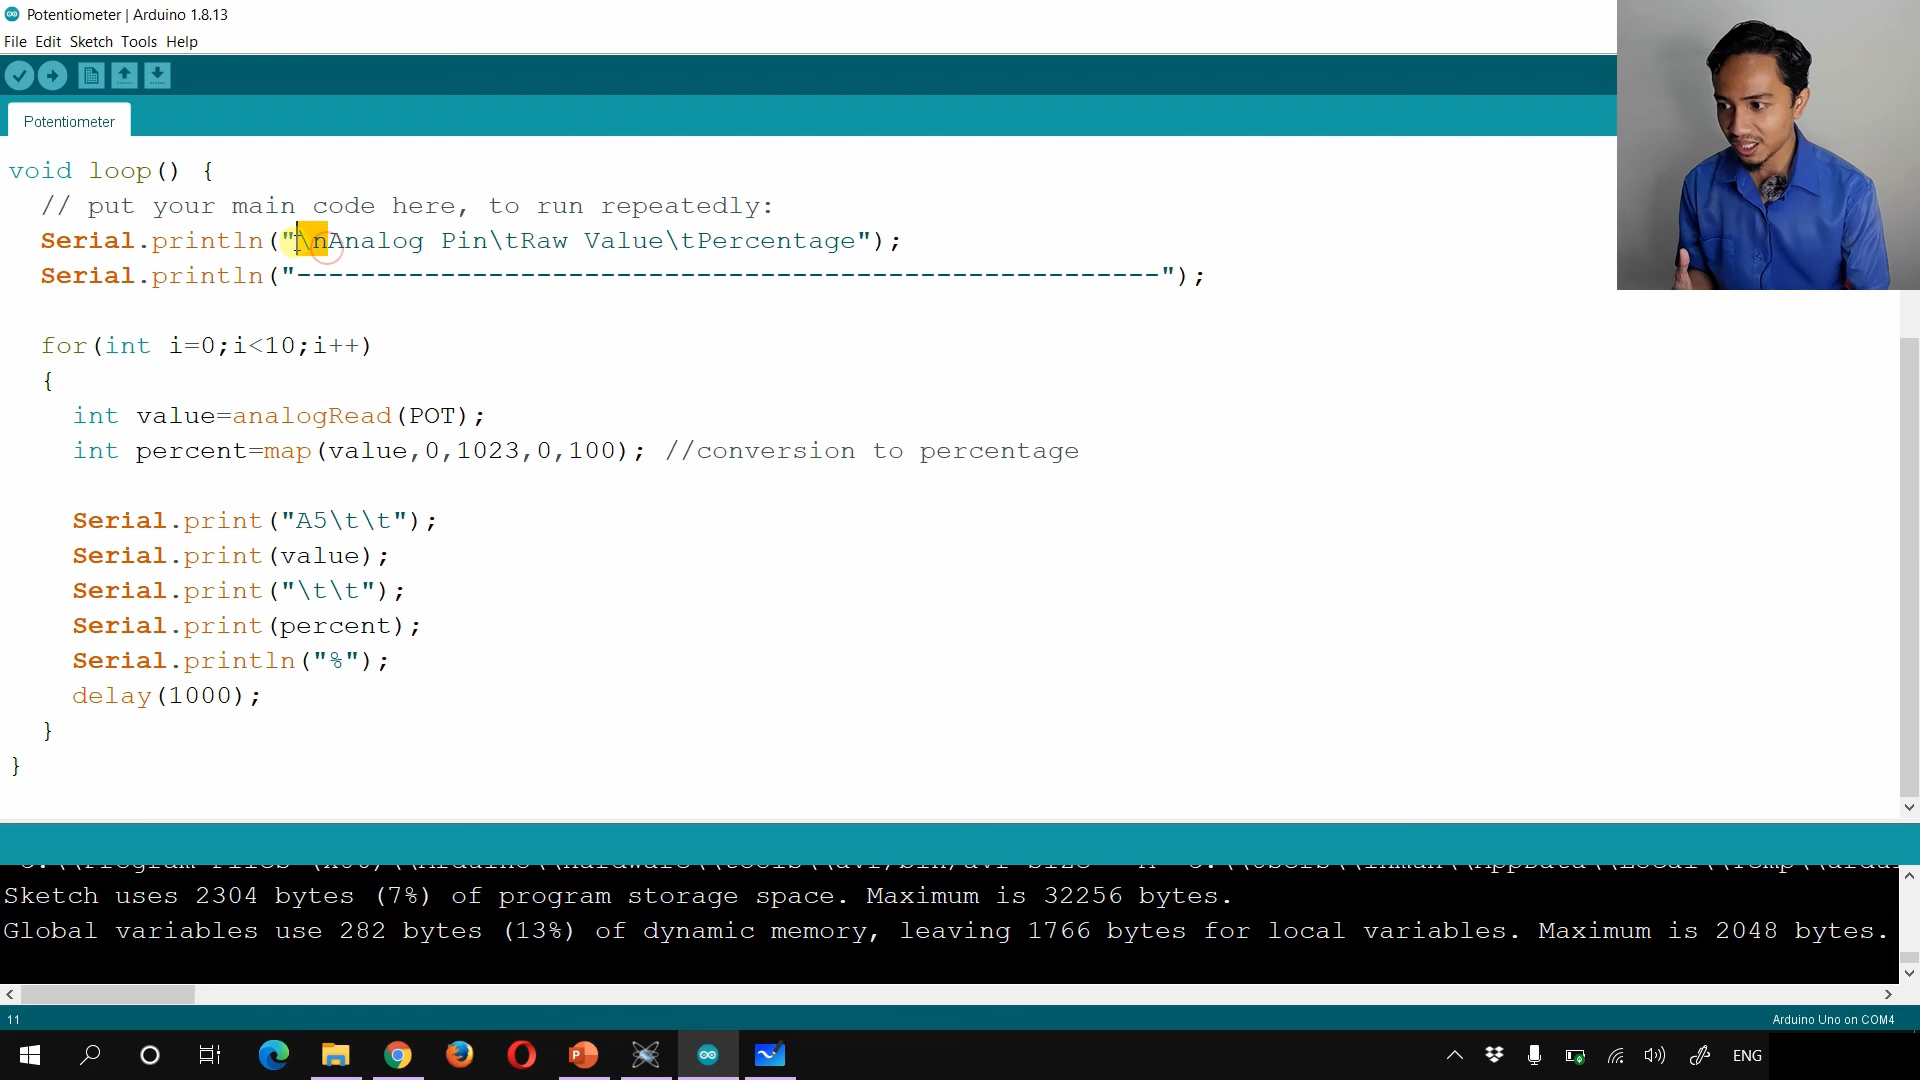 Potentiometer | Arduino 1.8.13
File Edit Sketch Tools Help
Potentiometer
void loop() {
// put your main code here, to run repeatedly:
Serial.println("\nAnalog Pin\tRaw Value\tPercentage");
Serial.println("------------------------------------------------------");
for(int i=0;i<10;i++)
{
int value=analogRead(POT);
int percent=map(value,0,1023,0,100); //conversion to percentage
Serial.print("A5\t\t");
Serial.print(value);
Serial.print("\t\t");
Serial.print(percent);
Serial.println("%");
delay(1000);
}
}
Sketch uses 2304 bytes (7%) of program storage space. Maximum is 32256 bytes.
Global variables use 282 bytes (13%) of dynamic memory, leaving 1766 bytes for local variables. Maximum is 2048 bytes.
11
Arduino Uno on COM4
ENG